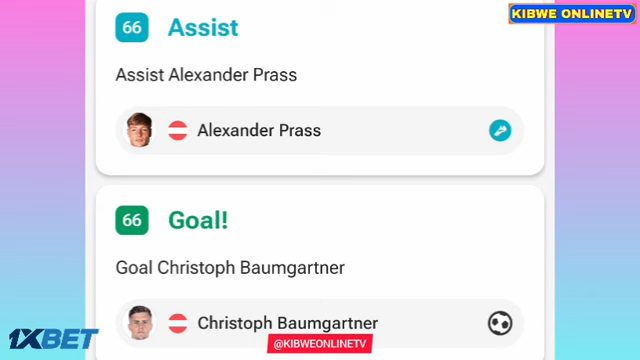 KIBWE ONLINETV
66 Assist
Assist Alexander Prass
Alexander Prass
66 Goal!
Goal Christoph Baumgartner
Christoph Baumgartner
1XBET
@KIBWEONLINETV